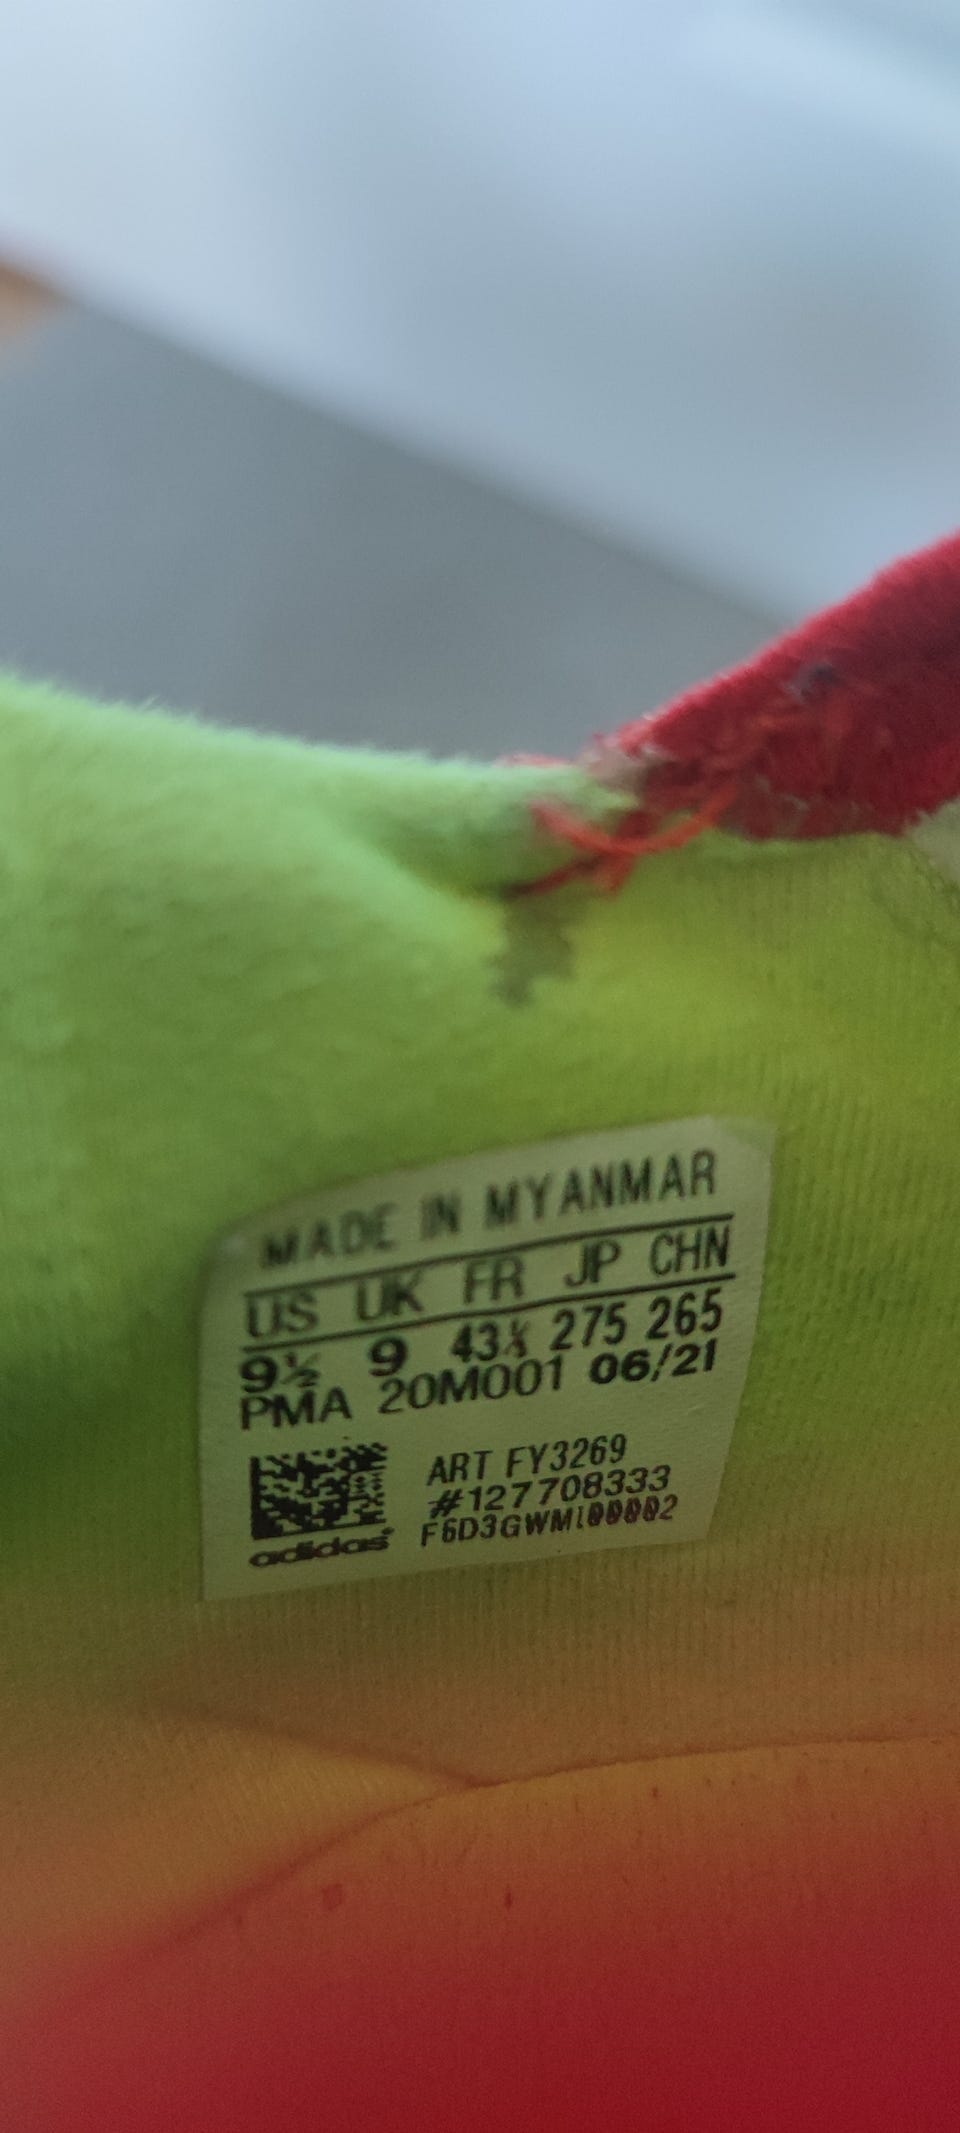 MADE IN MYANMAR
US UK FR JP CHN
9½ 9 43⅓ 275 265
PMA 20M001 06/21
ART FY3269
#127708333
F6D3GWM100002
adidas®